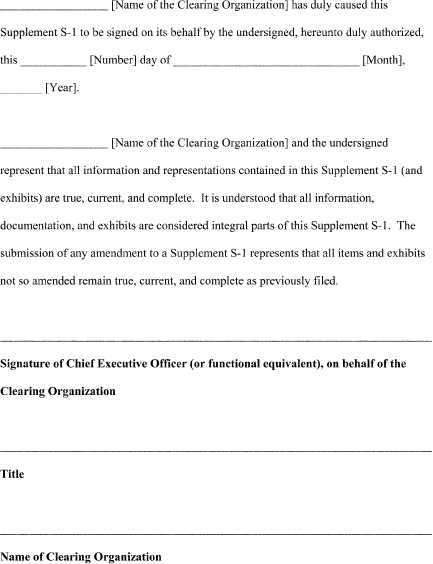 __________________ [Name of the Clearing Organization] has duly caused this
Supplement S-1 to be signed on its behalf by the undersigned, hereunto duly authorized,
this ___________ [Number] day of _______________________________ [Month],
_______ [Year].
__________________ [Name of the Clearing Organization] and the undersigned
represent that all information and representations contained in this Supplement S-1 (and
exhibits) are true, current, and complete.  It is understood that all information,
documentation, and exhibits are considered integral parts of this Supplement S-1.  The
submission of any amendment to a Supplement S-1 represents that all items and exhibits
not so amended remain true, current, and complete as previously filed.
________________________________________________________________________
Signature of Chief Executive Officer (or functional equivalent), on behalf of the
Clearing Organization
________________________________________________________________________
Title
________________________________________________________________________
Name of Clearing Organization